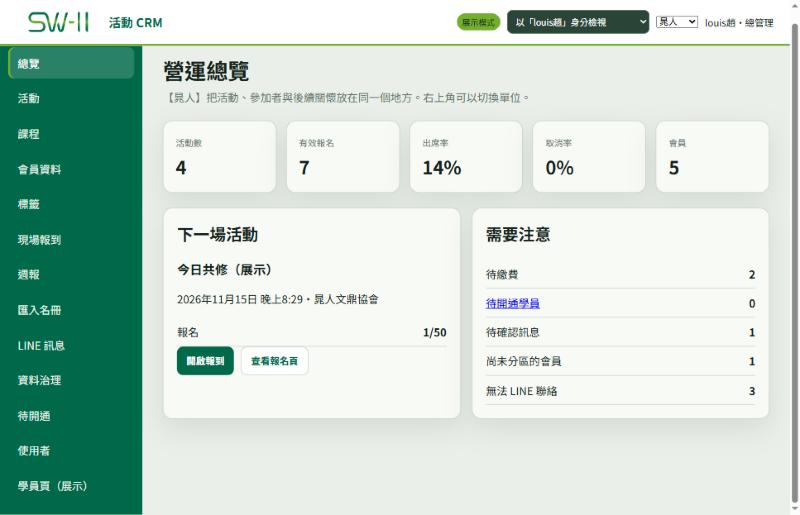 SW-II 活動 CRM
展示模式
以「louis趙」身分檢視
晁人
louis趙・總管理
總覽
活動
課程
會員資料
標籤
現場報到
週報
匯入名冊
LINE 訊息
資料治理
待開通
使用者
學員頁（展示）
營運總覽
【晁人】把活動、參加者與後續關懷放在同一個地方。右上角可以切換單位。
活動數
4
有效報名
7
出席率
14%
取消率
0%
會員
5
下一場活動
今日共修（展示）
2026年11月15日 晚上8:29・晁人文鼎協會
報名 1/50
開啟報到
查看報名頁
需要注意
待繳費 2
待開通學員 0
待確認訊息 1
尚未分區的會員 1
無法 LINE 聯絡 3